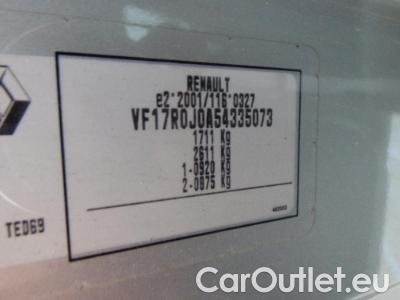 RENAULT
e2*2001/116*0327
VF17R0J0A54335073
1711 Kg
2611 Kg
1-0920 Kg
2-0875 Kg
TED69
CarOutlet.eu